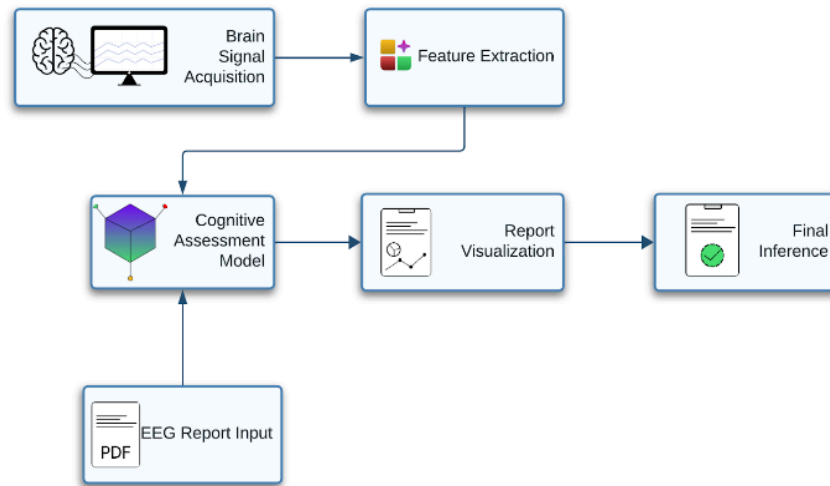 Brain
Signal
Acquisition
Feature Extraction
Cognitive
Assessment
Model
Report
Visualization
Final
Inference
PDF
EEG Report Input